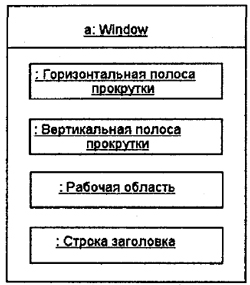 a: Window
: Горизонтальная полоса
прокрутки
: Вертикальная полоса
прокрутки
: Рабочая область
: Строка заголовка